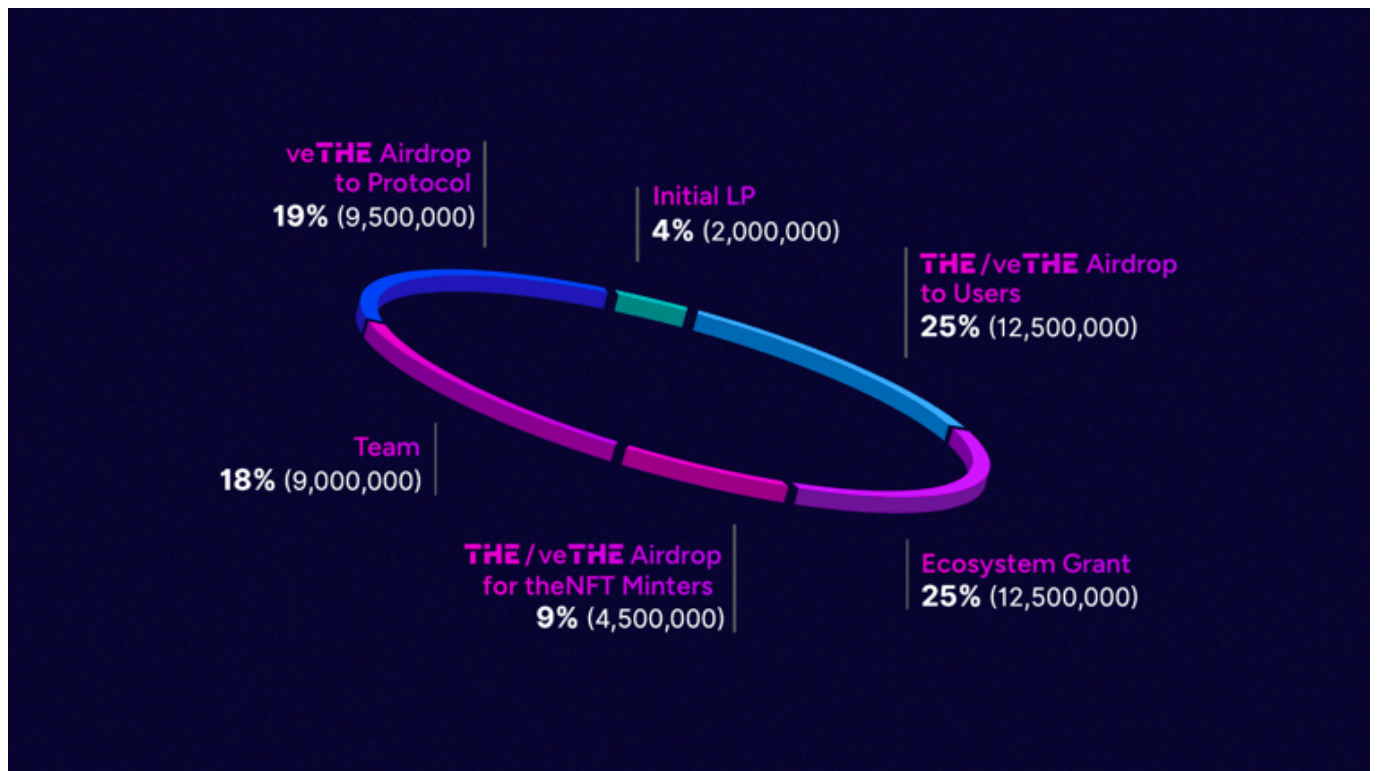 veTHE Airdrop
to Protocol
19% (9,500,000)
Initial LP
4% (2,000,000)
THE/veTHE Airdrop
to Users
25% (12,500,000)
Team
18% (9,000,000)
THE/veTHE Airdrop
for theNFT Minters
9% (4,500,000)
Ecosystem Grant
25% (12,500,000)